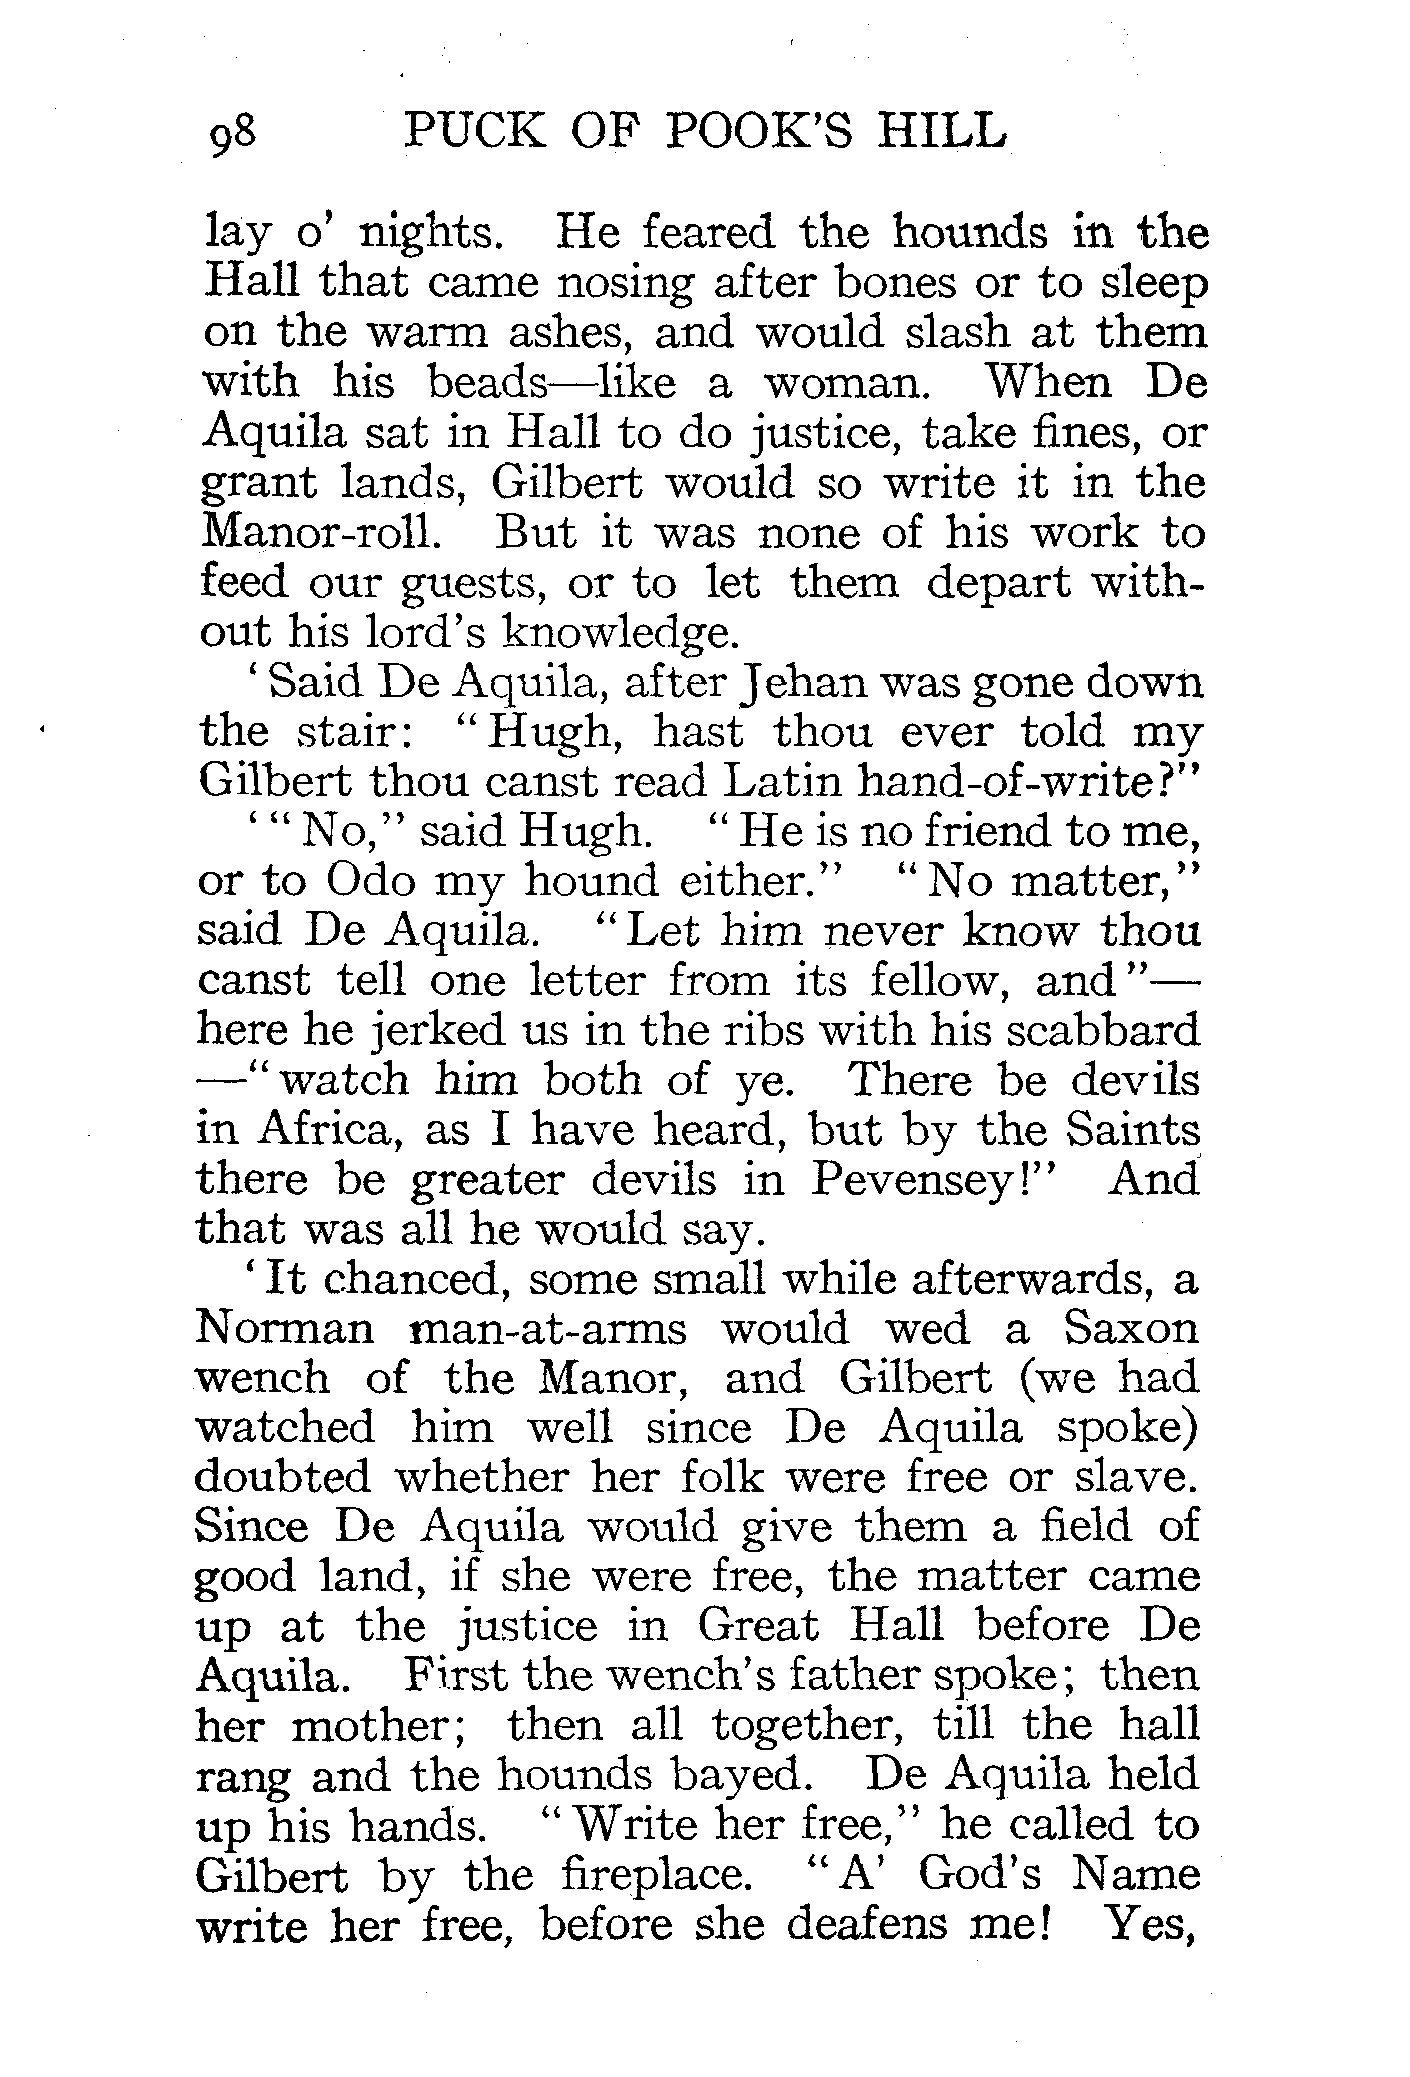 98 PUCK OF POOK'S HILL
lay o' nights. He feared the hounds in the
Hall that came nosing after bones or to sleep
on the warm ashes, and would slash at them
with his beads—like a woman. When De
Aquila sat in Hall to do justice, take fines, or
grant lands, Gilbert would so write it in the
Manor-roll. But it was none of his work to
feed our guests, or to let them depart with-
out his lord's knowledge.
‘Said De Aquila, after Jehan was gone down
the stair: “Hugh, hast thou ever told my
Gilbert thou canst read Latin hand-of-write?”
‘“No,” said Hugh. “He is no friend to me,
or to Odo my hound either.” “No matter,”
said De Aquila. “Let him never know thou
canst tell one letter from its fellow, and”—
here he jerked us in the ribs with his scabbard
—“watch him both of ye. There be devils
in Africa, as I have heard, but by the Saints
there be greater devils in Pevensey!” And
that was all he would say.
‘It chanced, some small while afterwards, a
Norman man-at-arms would wed a Saxon
wench of the Manor, and Gilbert (we had
watched him well since De Aquila spoke)
doubted whether her folk were free or slave.
Since De Aquila would give them a field of
good land, if she were free, the matter came
up at the justice in Great Hall before De
Aquila. First the wench's father spoke; then
her mother; then all together, till the hall
rang and the hounds bayed. De Aquila held
up his hands. “Write her free,” he called to
Gilbert by the fireplace. “A' God's Name
write her free, before she deafens me! Yes,